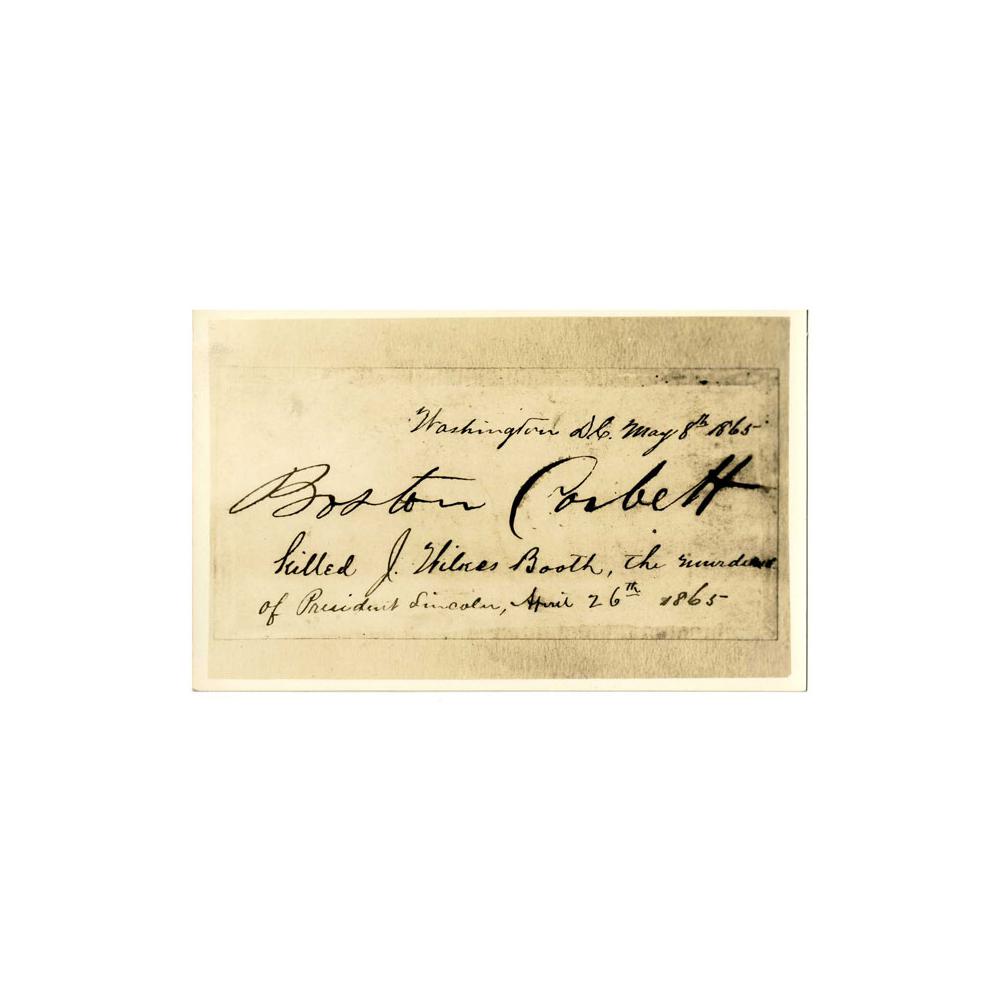 Washington D.C. May 8th 1865
Boston Corbett
killed J. Wilkes Booth, the murderer
of President Lincoln, April 26th 1865